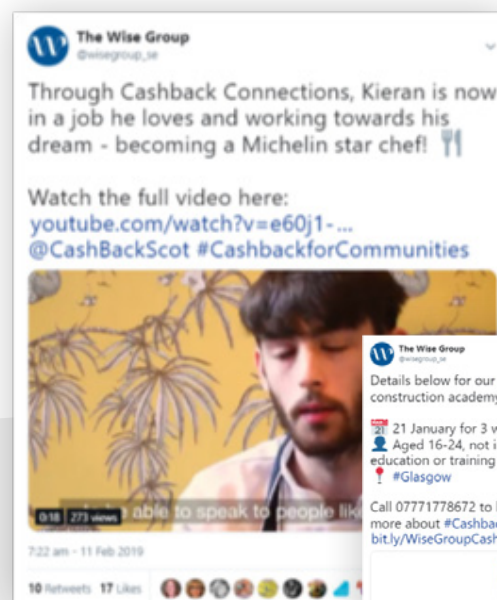 The Wise Group
@wisegroup_se
Through Cashback Connections, Kieran is now
in a job he loves and working towards his
dream - becoming a Michelin star chef!
Watch the full video here:
youtube.com/watch?v=e60j1-...
@CashBackScot #CashbackforCommunities
0:18 273 views
able to speak to people lik
7:22 am - 11 Feb 2019
10 Retweets 17 Likes
The Wise Group
@wisegroup_se
Details below for our
construction academy
21 January for 3 w
Aged 16-24, not i
education or training
#Glasgow
Call 07771778672 to
more about #Cashbac
bit.ly/WiseGroupCash